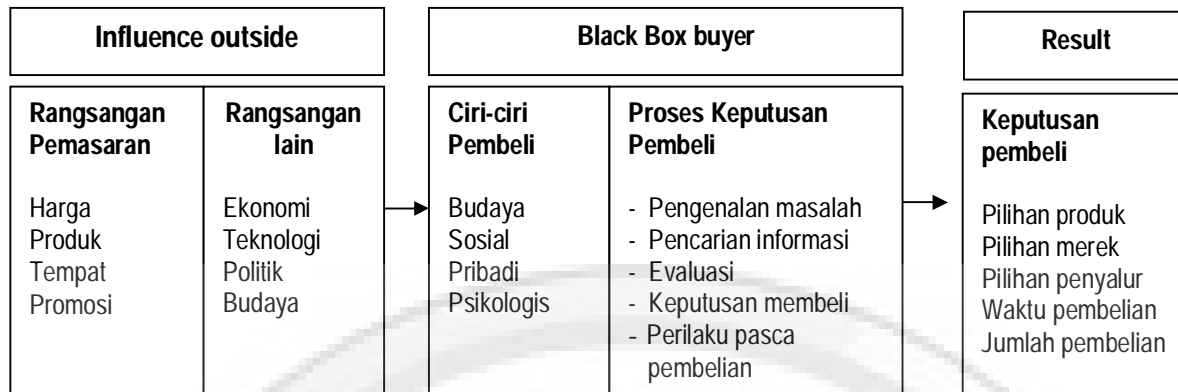 Influence outside
Black Box buyer
Result
Rangsangan
Pemasaran
Harga
Produk
Tempat
Promosi
Rangsangan
lain
Ekonomi
Teknologi
Politik
Budaya
Ciri-ciri
Pembeli
Budaya
Sosial
Pribadi
Psikologis
Proses Keputusan
Pembeli
- Pengenalan masalah
- Pencarian informasi
- Evaluasi
- Keputusan membeli
- Perilaku pasca
pembelian
Keputusan
pembeli
Pilihan produk
Pilihan merek
Pilihan penyalur
Waktu pembelian
Jumlah pembelian